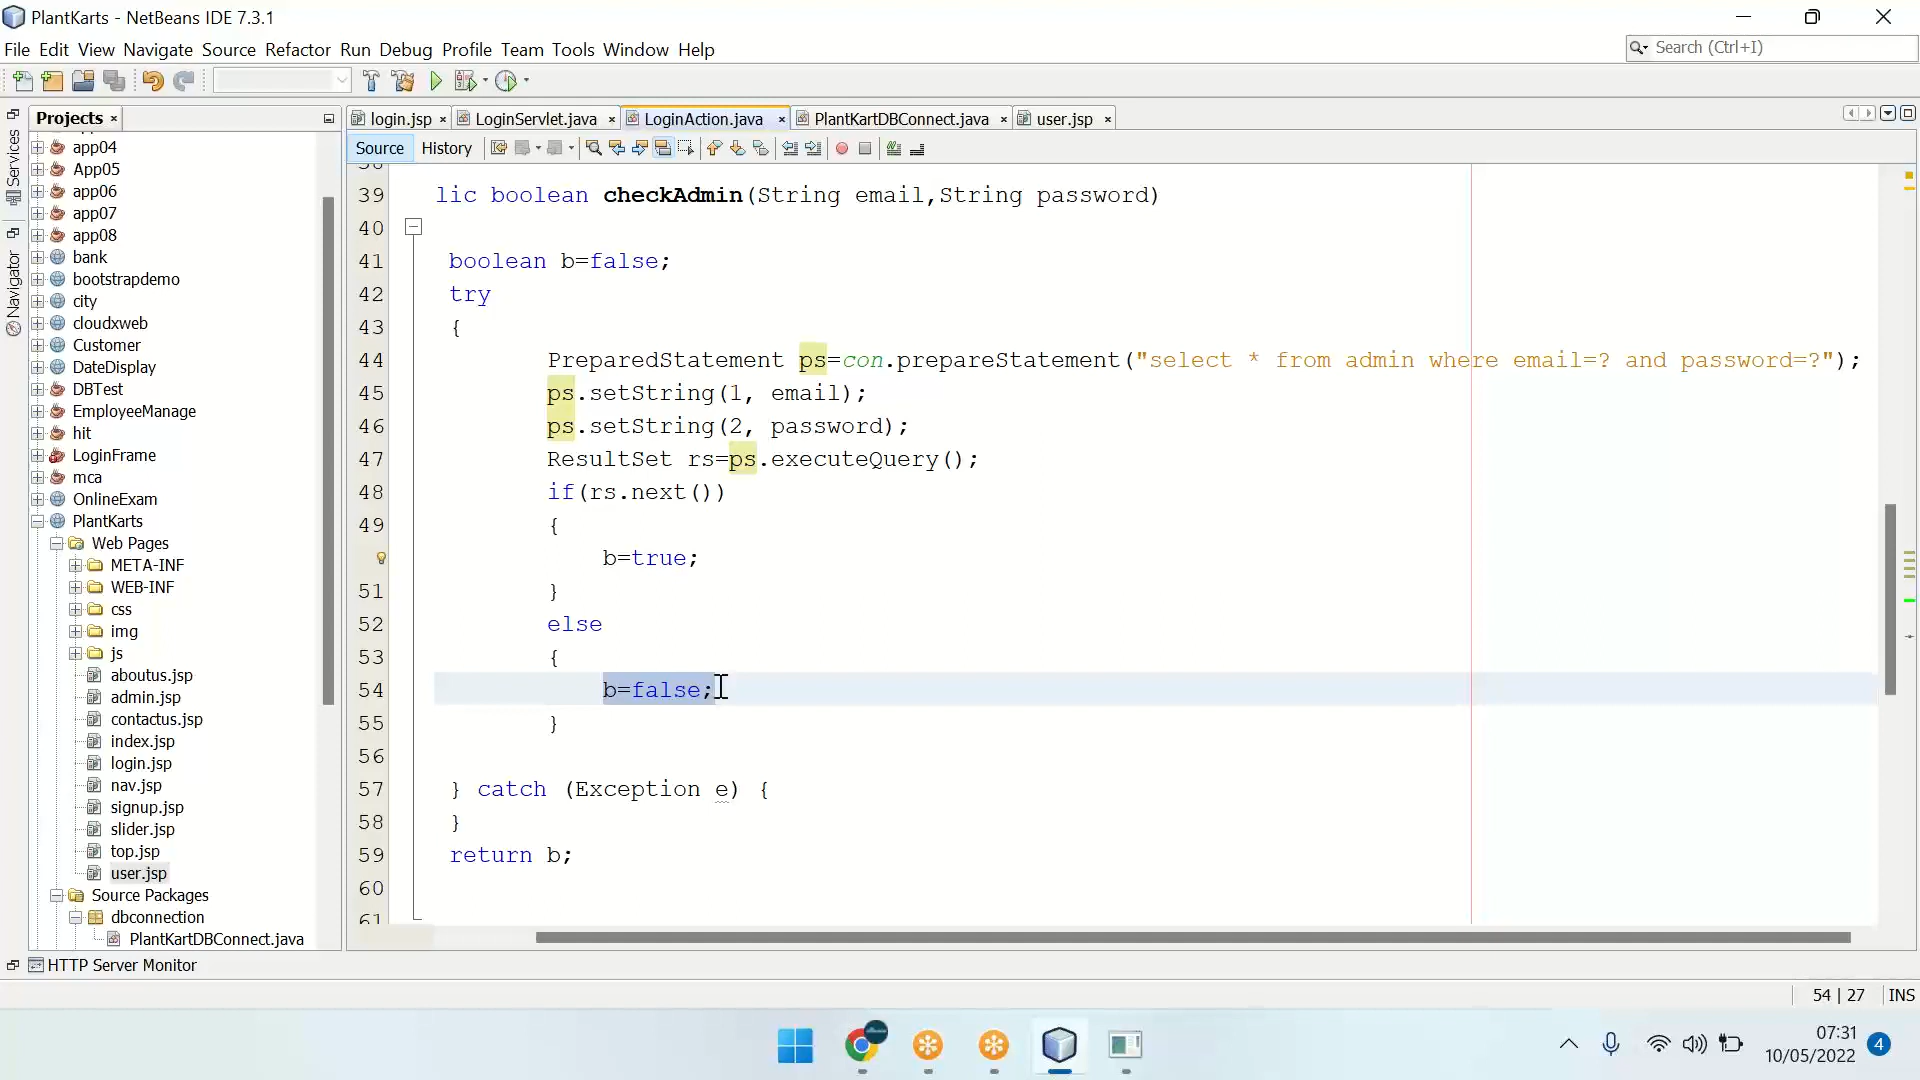 PlantKarts - NetBeans IDE 7.3.1
File Edit View Navigate Source Refactor Run Debug Profile Team Tools Window Help
Search (Ctrl+I)
Services
Navigator
Projects
app04
App05
app06
app07
app08
bank
bootstrapdemo
city
cloudxweb
Customer
DateDisplay
DBTest
EmployeeManage
hit
LoginFrame
mca
OnlineExam
PlantKarts
Web Pages
META-INF
WEB-INF
css
img
js
aboutus.jsp
admin.jsp
contactus.jsp
index.jsp
login.jsp
nav.jsp
signup.jsp
slider.jsp
top.jsp
user.jsp
Source Packages
dbconnection
PlantKartDBConnect.java
login.jsp LoginServlet.java LoginAction.java PlantKartDBConnect.java user.jsp
Source History
39 lic boolean checkAdmin(String email,String password)
40
41 boolean b=false;
42 try
43 {
44 PreparedStatement ps=con.prepareStatement("select * from admin where email=? and password=?");
45 ps.setString(1, email);
46 ps.setString(2, password);
47 ResultSet rs=ps.executeQuery();
48 if(rs.next())
49 {
b=true;
51 }
52 else
53 {
54 b=false;
55 }
56
57 } catch (Exception e) {
58 }
59 return b;
60
61
HTTP Server Monitor
54 | 27 INS
07:31
10/05/2022
4